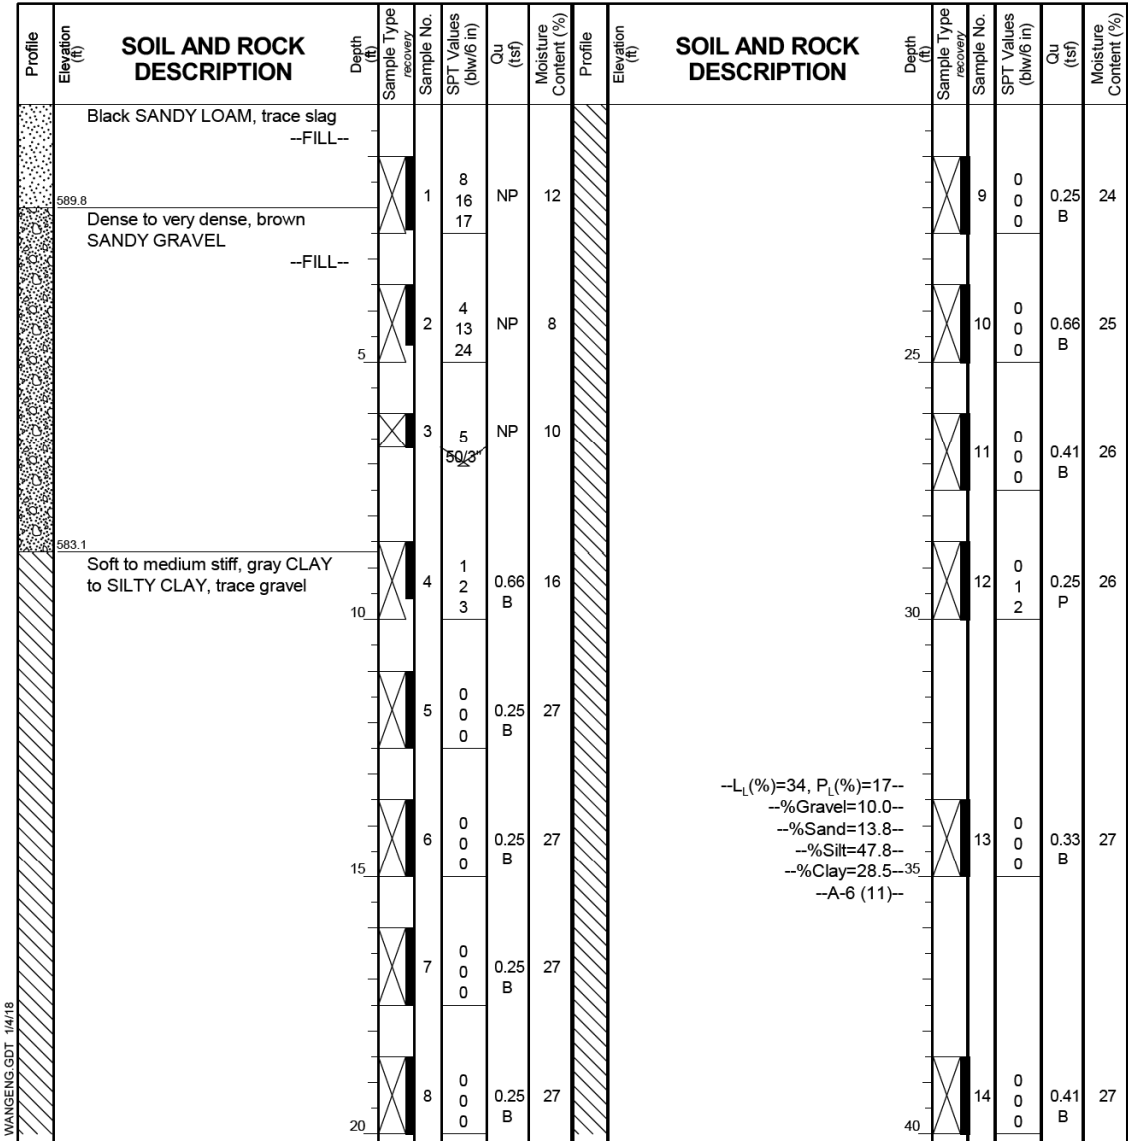 Profile
Elevation
(ft)
SOIL AND ROCK
DESCRIPTION
Depth
(ft)
Sample Type
recovery
Sample No.
SPT Values
(blw/6 in)
Qu
(tsf)
Moisture
Content (%)
Profile
Elevation
(ft)
SOIL AND ROCK
DESCRIPTION
Depth
(ft)
Sample Type
recovery
Sample No.
SPT Values
(blw/6 in)
Qu
(tsf)
Moisture
Content (%)
Black SANDY LOAM, trace slag
--FILL--
1
8
16
17
NP
12
589.8
Dense to very dense, brown
SANDY GRAVEL
--FILL--
2
4
13
24
NP
8
5
3
5
50/3"
NP
10
583.1
Soft to medium stiff, gray CLAY
to SILTY CLAY, trace gravel
4
1
2
3
0.66
B
16
10
5
0
0
0
0.25
B
27
6
0
0
0
0.25
B
27
15
7
0
0
0
0.25
B
27
8
0
0
0
0.25
B
27
20
9
0
0
0
0.25
B
24
10
0
0
0
0.66
B
25
25
11
0
0
0
0.41
B
26
12
0
1
2
0.25
P
26
30
--LL(%)=34, PL(%)=17--
--%Gravel=10.0--
--%Sand=13.8--
--%Silt=47.8--
--%Clay=28.5--
35
--A-6 (11)--
13
0
0
0
0.33
B
27
14
0
0
0
0.41
B
27
40
WANGENG.GDT 1/4/18